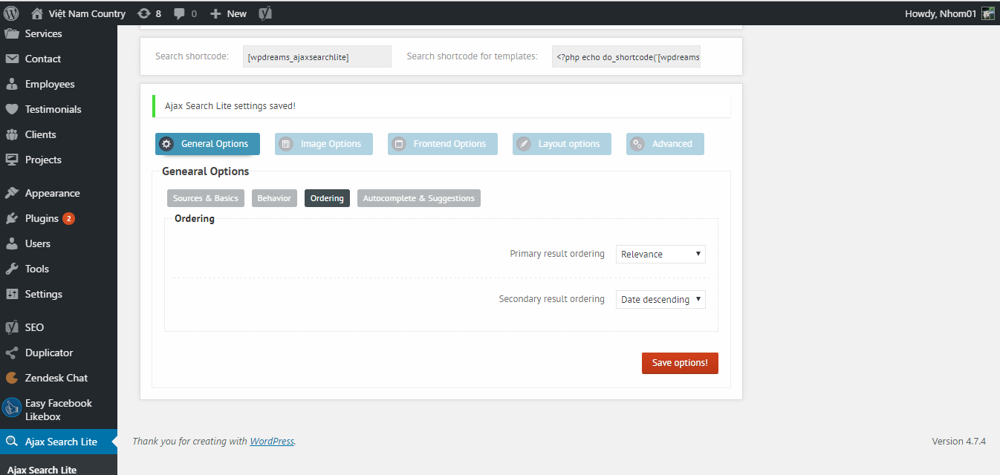 Việt Nam Country 8 0 New Howdy, Nhom01
Services
Contact
Employees
Testimonials
Clients
Projects
Appearance
Plugins 2
Users
Tools
Settings
SEO
Duplicator
Zendesk Chat
Easy Facebook
Likebox
Ajax Search Lite
Ajax Search Lite
Search shortcode: [wpdreams_ajaxsearchlite] Search shortcode for templates: <?php echo do_shortcode('[wpdreams
Ajax Search Lite settings saved!
General Options Image Options Frontend Options Layout options Advanced
Genearal Options
Sources & Basics Behavior Ordering Autocomplete & Suggestions
Ordering
Primary result ordering Relevance
Secondary result ordering Date descending
Save options!
Thank you for creating with WordPress. Version 4.7.4